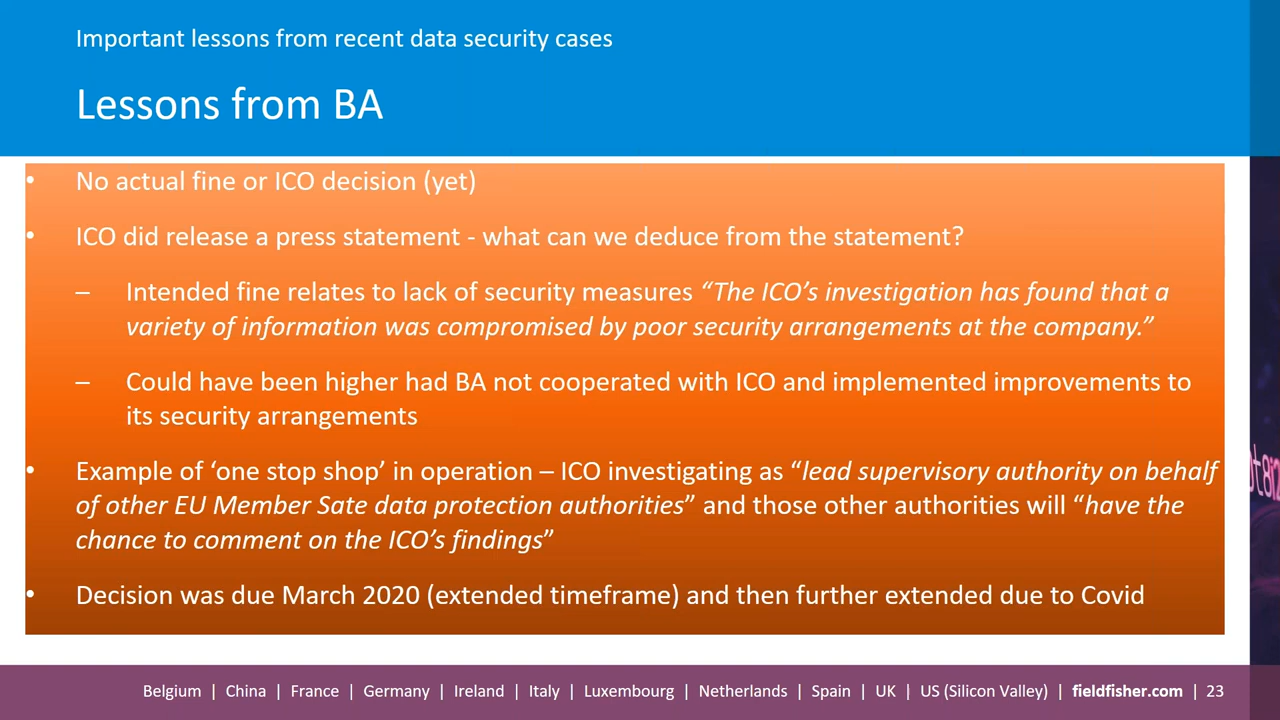 Important lessons from recent data security cases
Lessons from BA
• No actual fine or ICO decision (yet)
• ICO did release a press statement - what can we deduce from the statement?
– Intended fine relates to lack of security measures “The ICO’s investigation has found that a
variety of information was compromised by poor security arrangements at the company.”
– Could have been higher had BA not cooperated with ICO and implemented improvements to
its security arrangements
• Example of ‘one stop shop’ in operation – ICO investigating as “lead supervisory authority on behalf
of other EU Member Sate data protection authorities” and those other authorities will “have the
chance to comment on the ICO’s findings”
• Decision was due March 2020 (extended timeframe) and then further extended due to Covid
Belgium | China | France | Germany | Ireland | Italy | Luxembourg | Netherlands | Spain | UK | US (Silicon Valley) | fieldfisher.com | 23